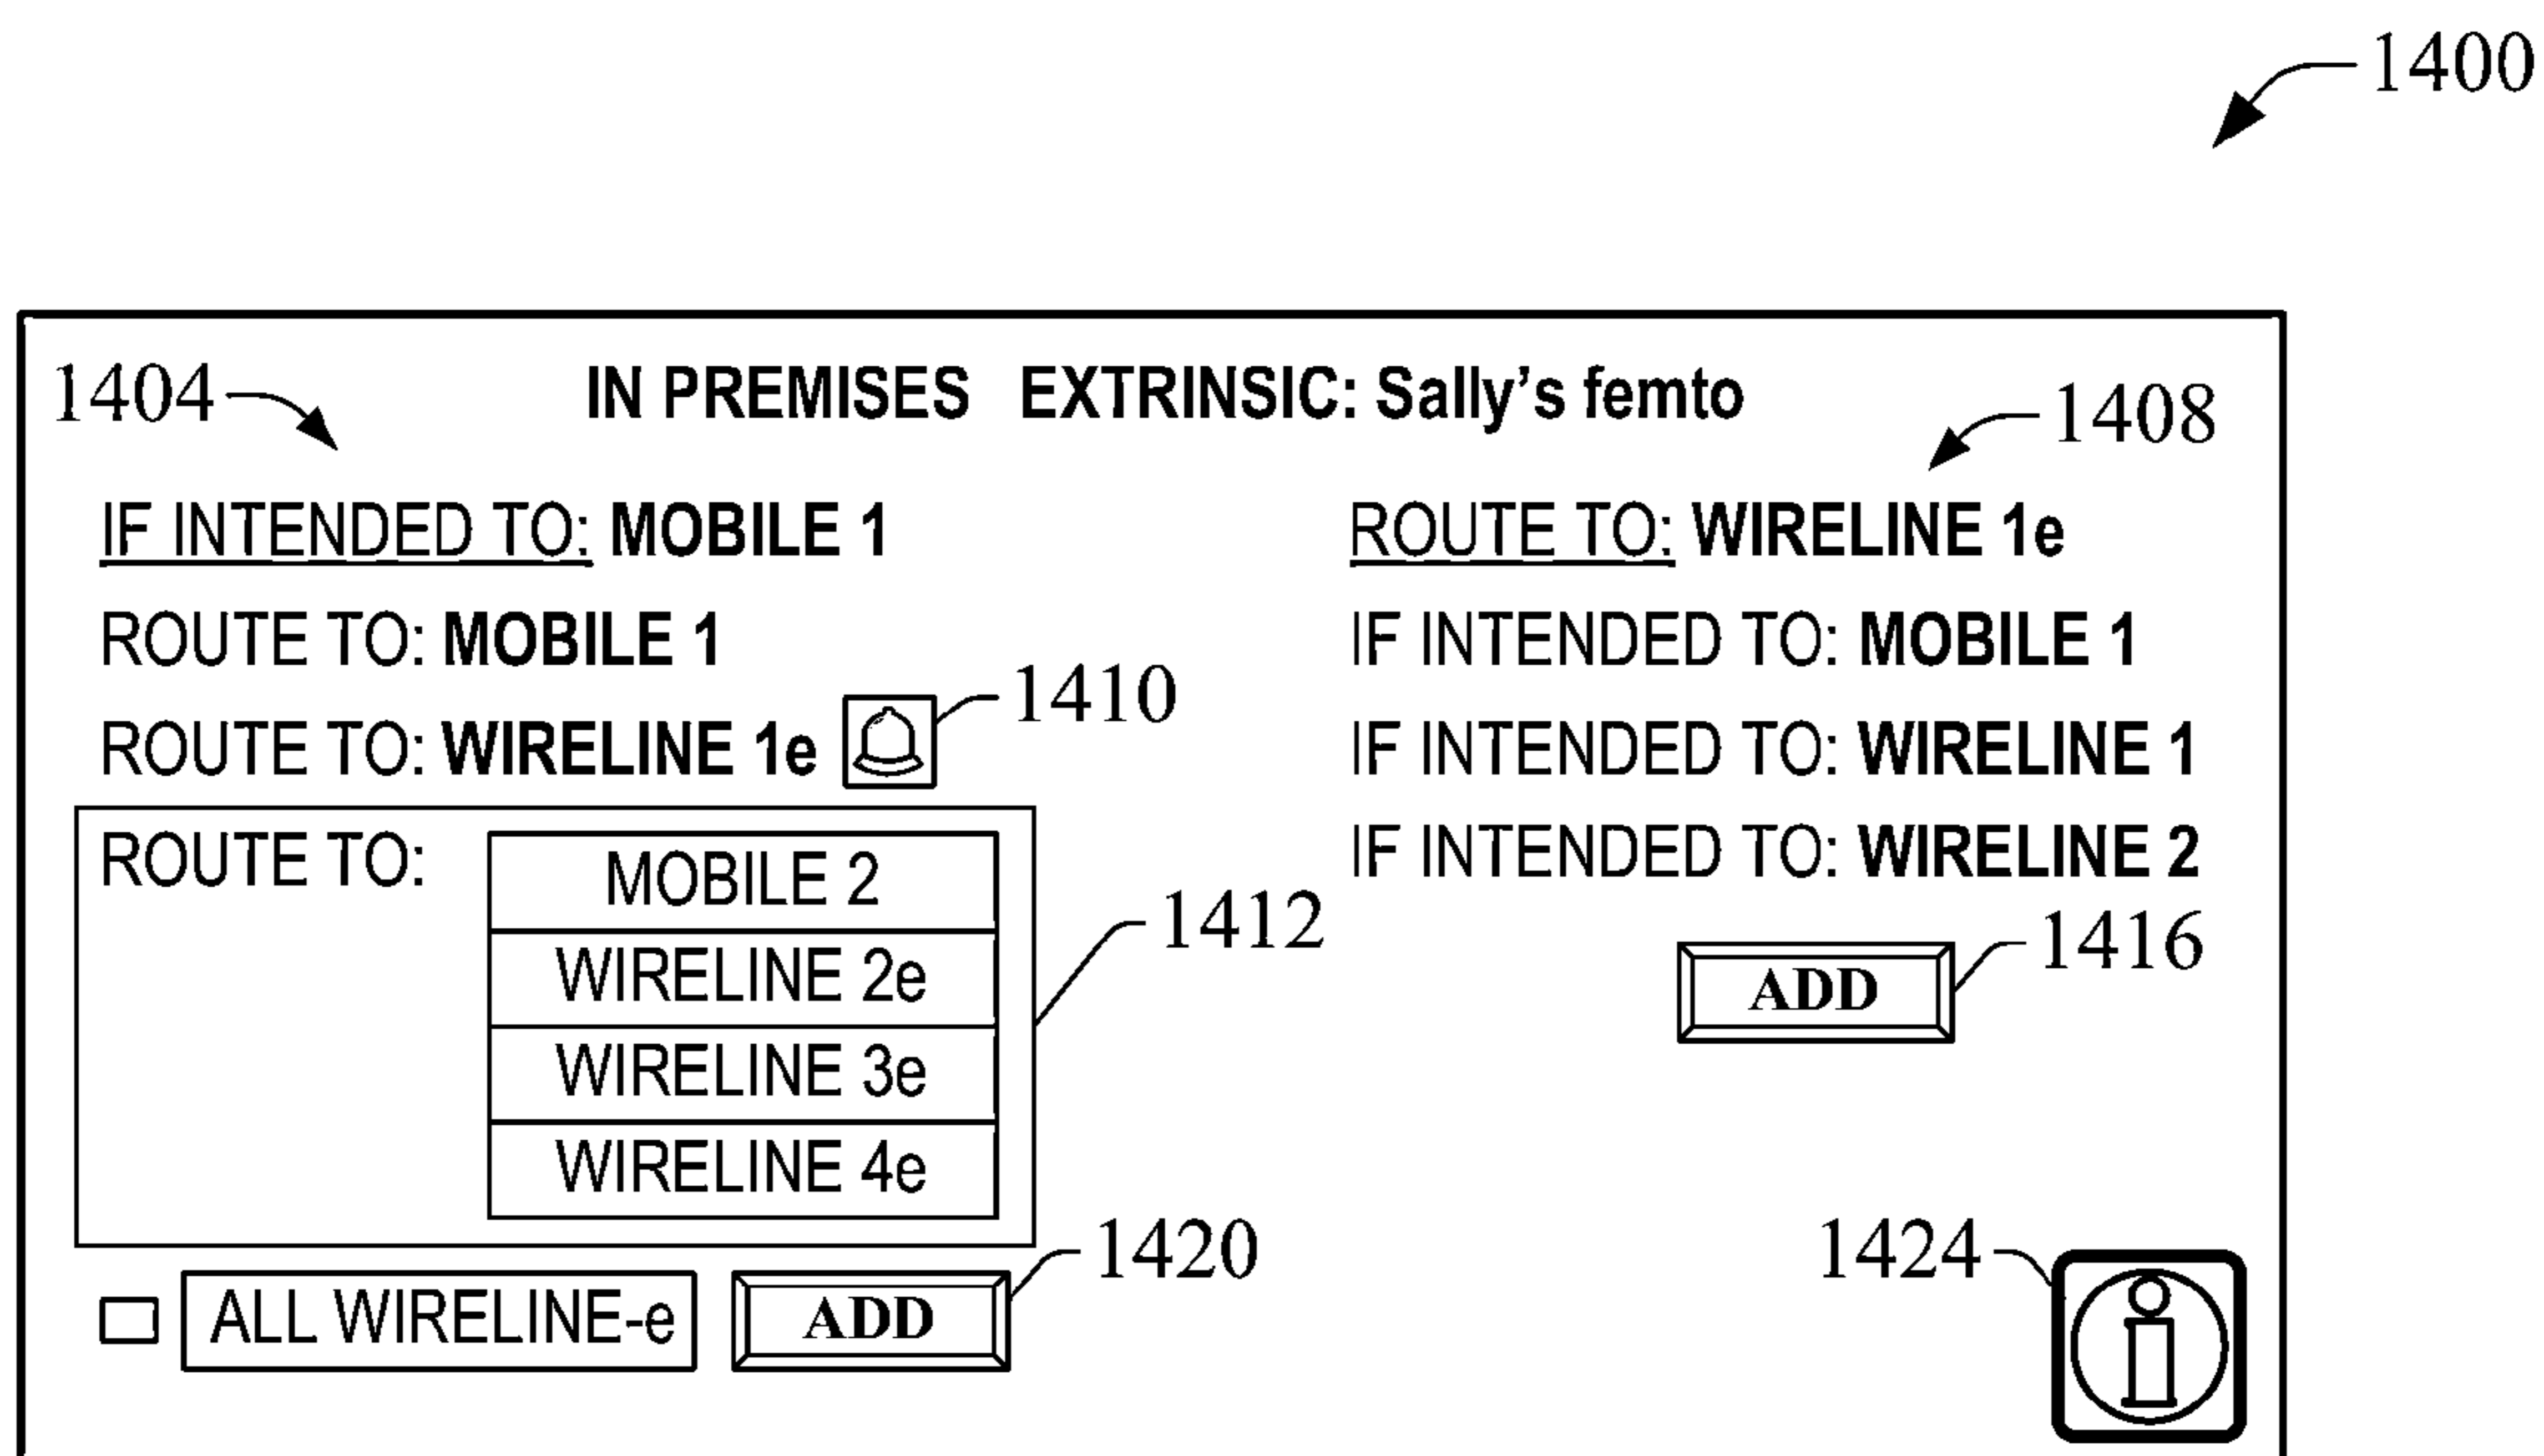 1400
1404
IN PREMISES EXTRINSIC: Sally's femto
1408
IF INTENDED TO: MOBILE 1
ROUTE TO: MOBILE 1
ROUTE TO: WIRELINE 1e
1410
ROUTE TO:
MOBILE 2
WIRELINE 2e
WIRELINE 3e
WIRELINE 4e
1412
ALL WIRELINE-e
ADD
1420
ROUTE TO: WIRELINE 1e
IF INTENDED TO: MOBILE 1
IF INTENDED TO: WIRELINE 1
IF INTENDED TO: WIRELINE 2
ADD
1416
1424